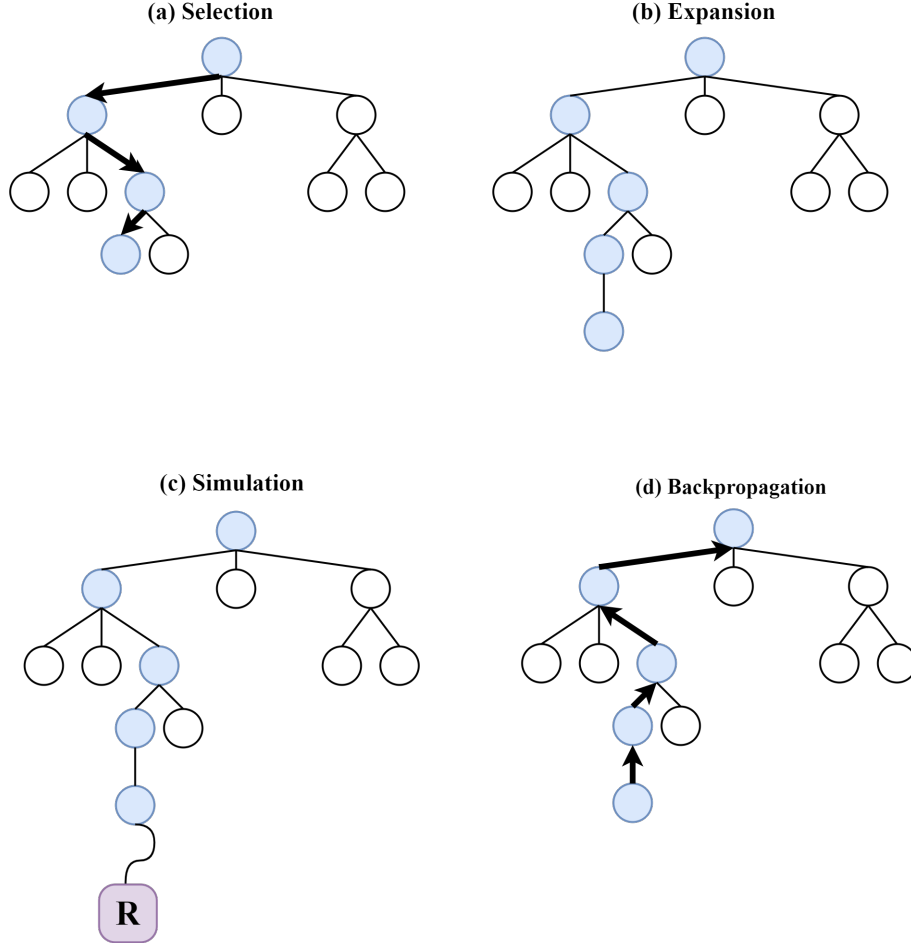 (a) Selection
(b) Expansion
(c) Simulation
(d) Backpropagation
R